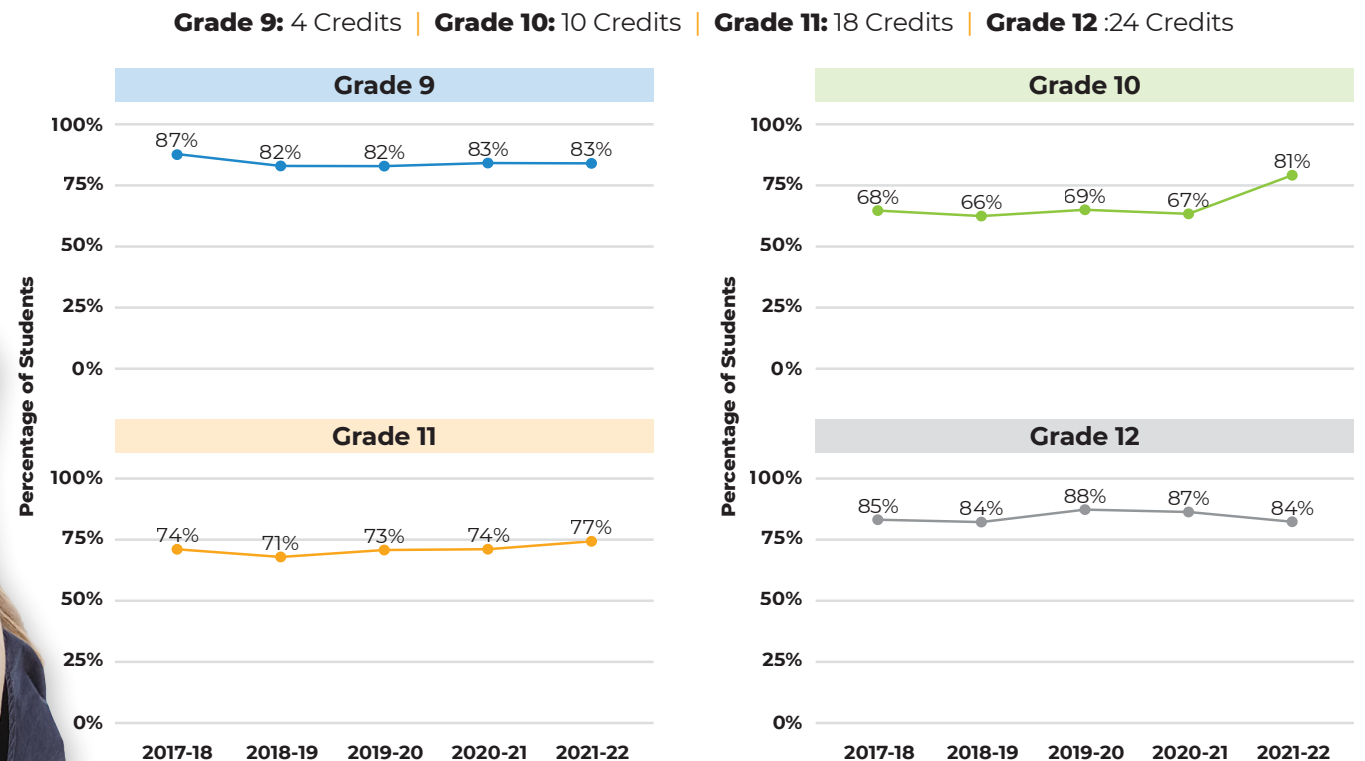 Grade 9: 4 Credits | Grade 10: 10 Credits | Grade 11: 18 Credits | Grade 12 :24 Credits
Percentage of Students
Grade 9
100%
75%
50%
25%
0%
87% 82% 82% 83% 83%
Grade 11
100%
75%
50%
25%
0%
74% 71% 73% 74% 77%
2017-18 2018-19 2019-20 2020-21 2021-22
Percentage of Students
Grade 10
100%
75%
50%
25%
0%
68% 66% 69% 67% 81%
Grade 12
100%
75%
50%
25%
0%
85% 84% 88% 87% 84%
2017-18 2018-19 2019-20 2020-21 2021-22